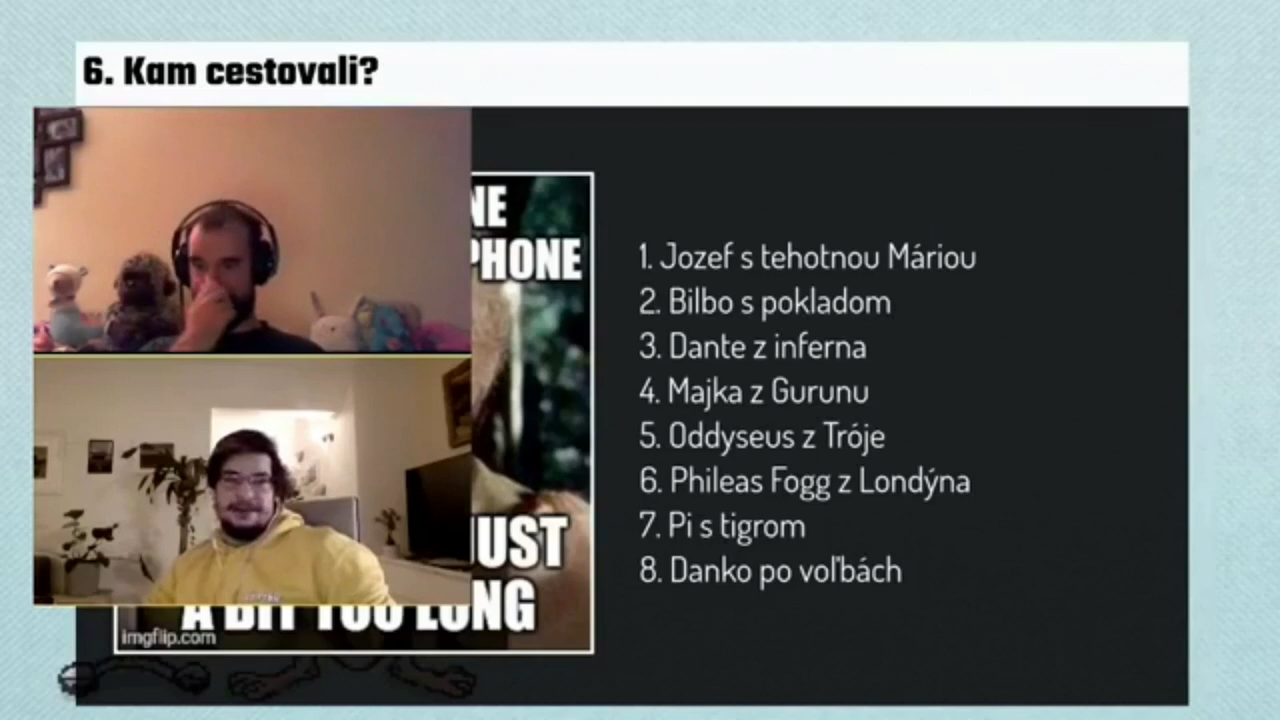 6. Kam cestovali?
NE
PHONE
UST
A BIT TOO LONG
imgflip.com
1. Jozef s tehotnou Máriou
2. Bilbo s pokladom
3. Dante z inferna
4. Majka z Gurunu
5. Oddyseus z Tróje
6. Phileas Fogg z Londýna
7. Pi s tigrom
8. Danko po voľbách